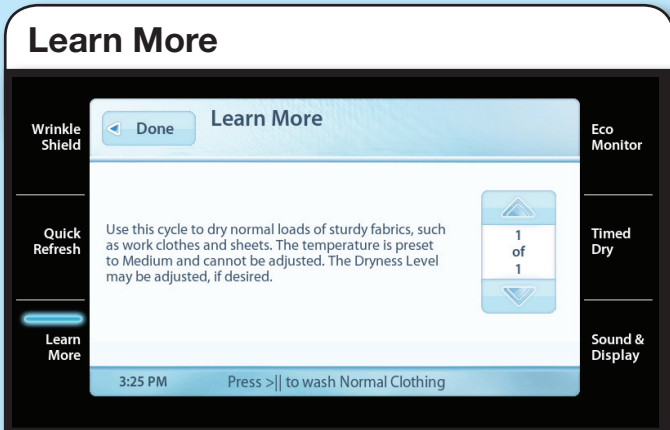 Learn More
Wrinkle
Shield
Quick
Refresh
Learn
More
Done
Learn More
Use this cycle to dry normal loads of sturdy fabrics, such
as work clothes and sheets. The temperature is preset
to Medium and cannot be adjusted. The Dryness Level
may be adjusted, if desired.
1
of
1
3:25 PM
Press >|| to wash Normal Clothing
Eco
Monitor
Timed
Dry
Sound &
Display